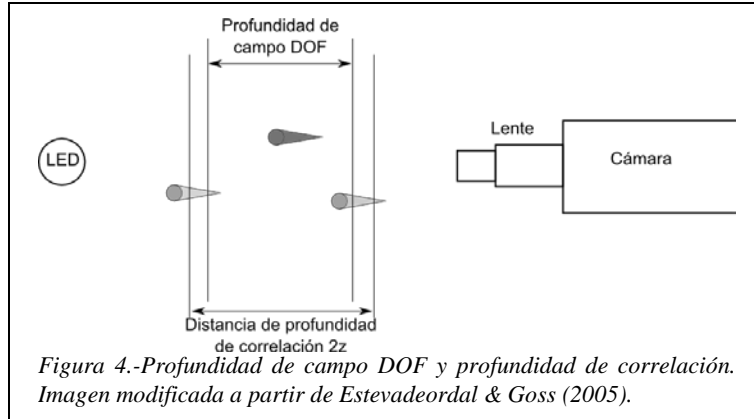 Profundidad de
campo DOF
Lente
LED
Cámara
Distancia de profundidad
de correlación 2z
Figura 4.-Profundidad de campo DOF y profundidad de correlación.
Imagen modificada a partir de Estevadeordal & Goss (2005).